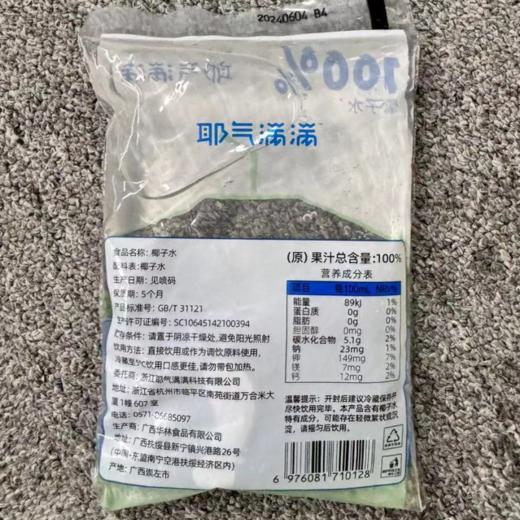 20240604 B4
100%
椰子水
耶气满满
食品名称：椰子水
配料表：椰子水
生产日期：见喷码
保质期：5个月
产品标准号：GB/T 31121
生产许可证编号：SC10645142100394
贮存条件：请置于阴凉干燥处，避免阳光照射
饮用方法：直接饮用或作为调饮原料使用，
冷藏至5℃饮用口感更佳，请勿带包加热。
委托商：浙江耶气满满科技有限公司
地址：浙江省杭州市临平区南苑街道万合米大
厦1幢607室
电话：0571-06685097
生产商：广西华林食品有限公司
地址：广西扶绥县新宁镇兴港路26号
（中国-东盟南宁空港扶绥经济区内）
产地：广西崇左市
（原）果汁总含量：100%
营养成分表
项目 每100mL NRV%
能量 89kJ 1%
蛋白质 0g 0%
脂肪 0g 0%
胆固醇 0mg 0%
碳水化合物 5.1g 2%
钠 23mg 1%
钾 149mg 7%
镁 7mg 2%
钙 12mg 2%
温馨提示：开封后建议冷藏保存并
尽快饮用完毕。本产品含有椰子水
特有成分，可能存在轻微絮状或沉
淀，请摇匀后饮用。
6 976081 710128